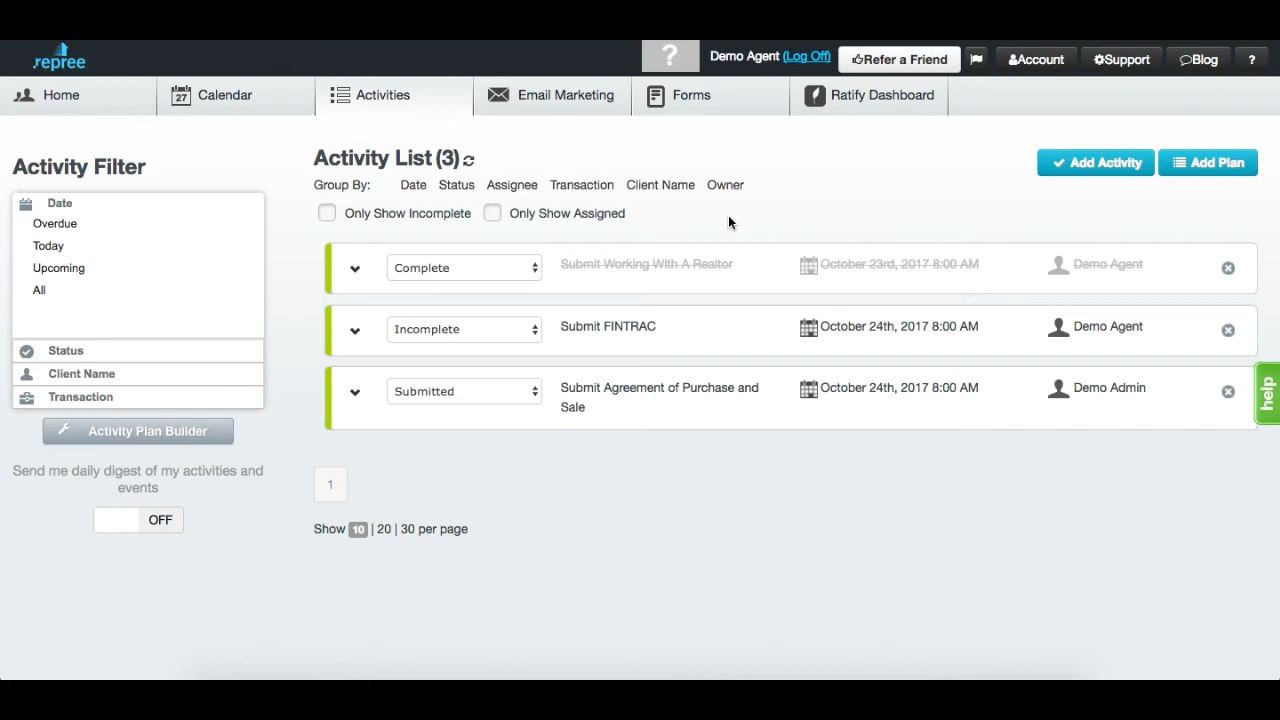 repree
?
Demo Agent (Log Off)
Refer a Friend
Account
Support
Blog
?
Home
27
Calendar
Activities
Email Marketing
Forms
Ratify Dashboard
Activity Filter
Date
Overdue
Today
Upcoming
All
Status
Client Name
Transaction
Activity Plan Builder
Send me daily digest of my activities and
events
OFF
Activity List (3)
Add Activity
Add Plan
Group By: Date Status Assignee Transaction Client Name Owner
Only Show Incomplete Only Show Assigned
Complete Submit Working With A Realtor October 23rd, 2017 8:00 AM Demo Agent
Incomplete Submit FINTRAC October 24th, 2017 8:00 AM Demo Agent
Submitted Submit Agreement of Purchase and October 24th, 2017 8:00 AM Demo Admin
Sale
1
Show 10 | 20 | 30 per page
help